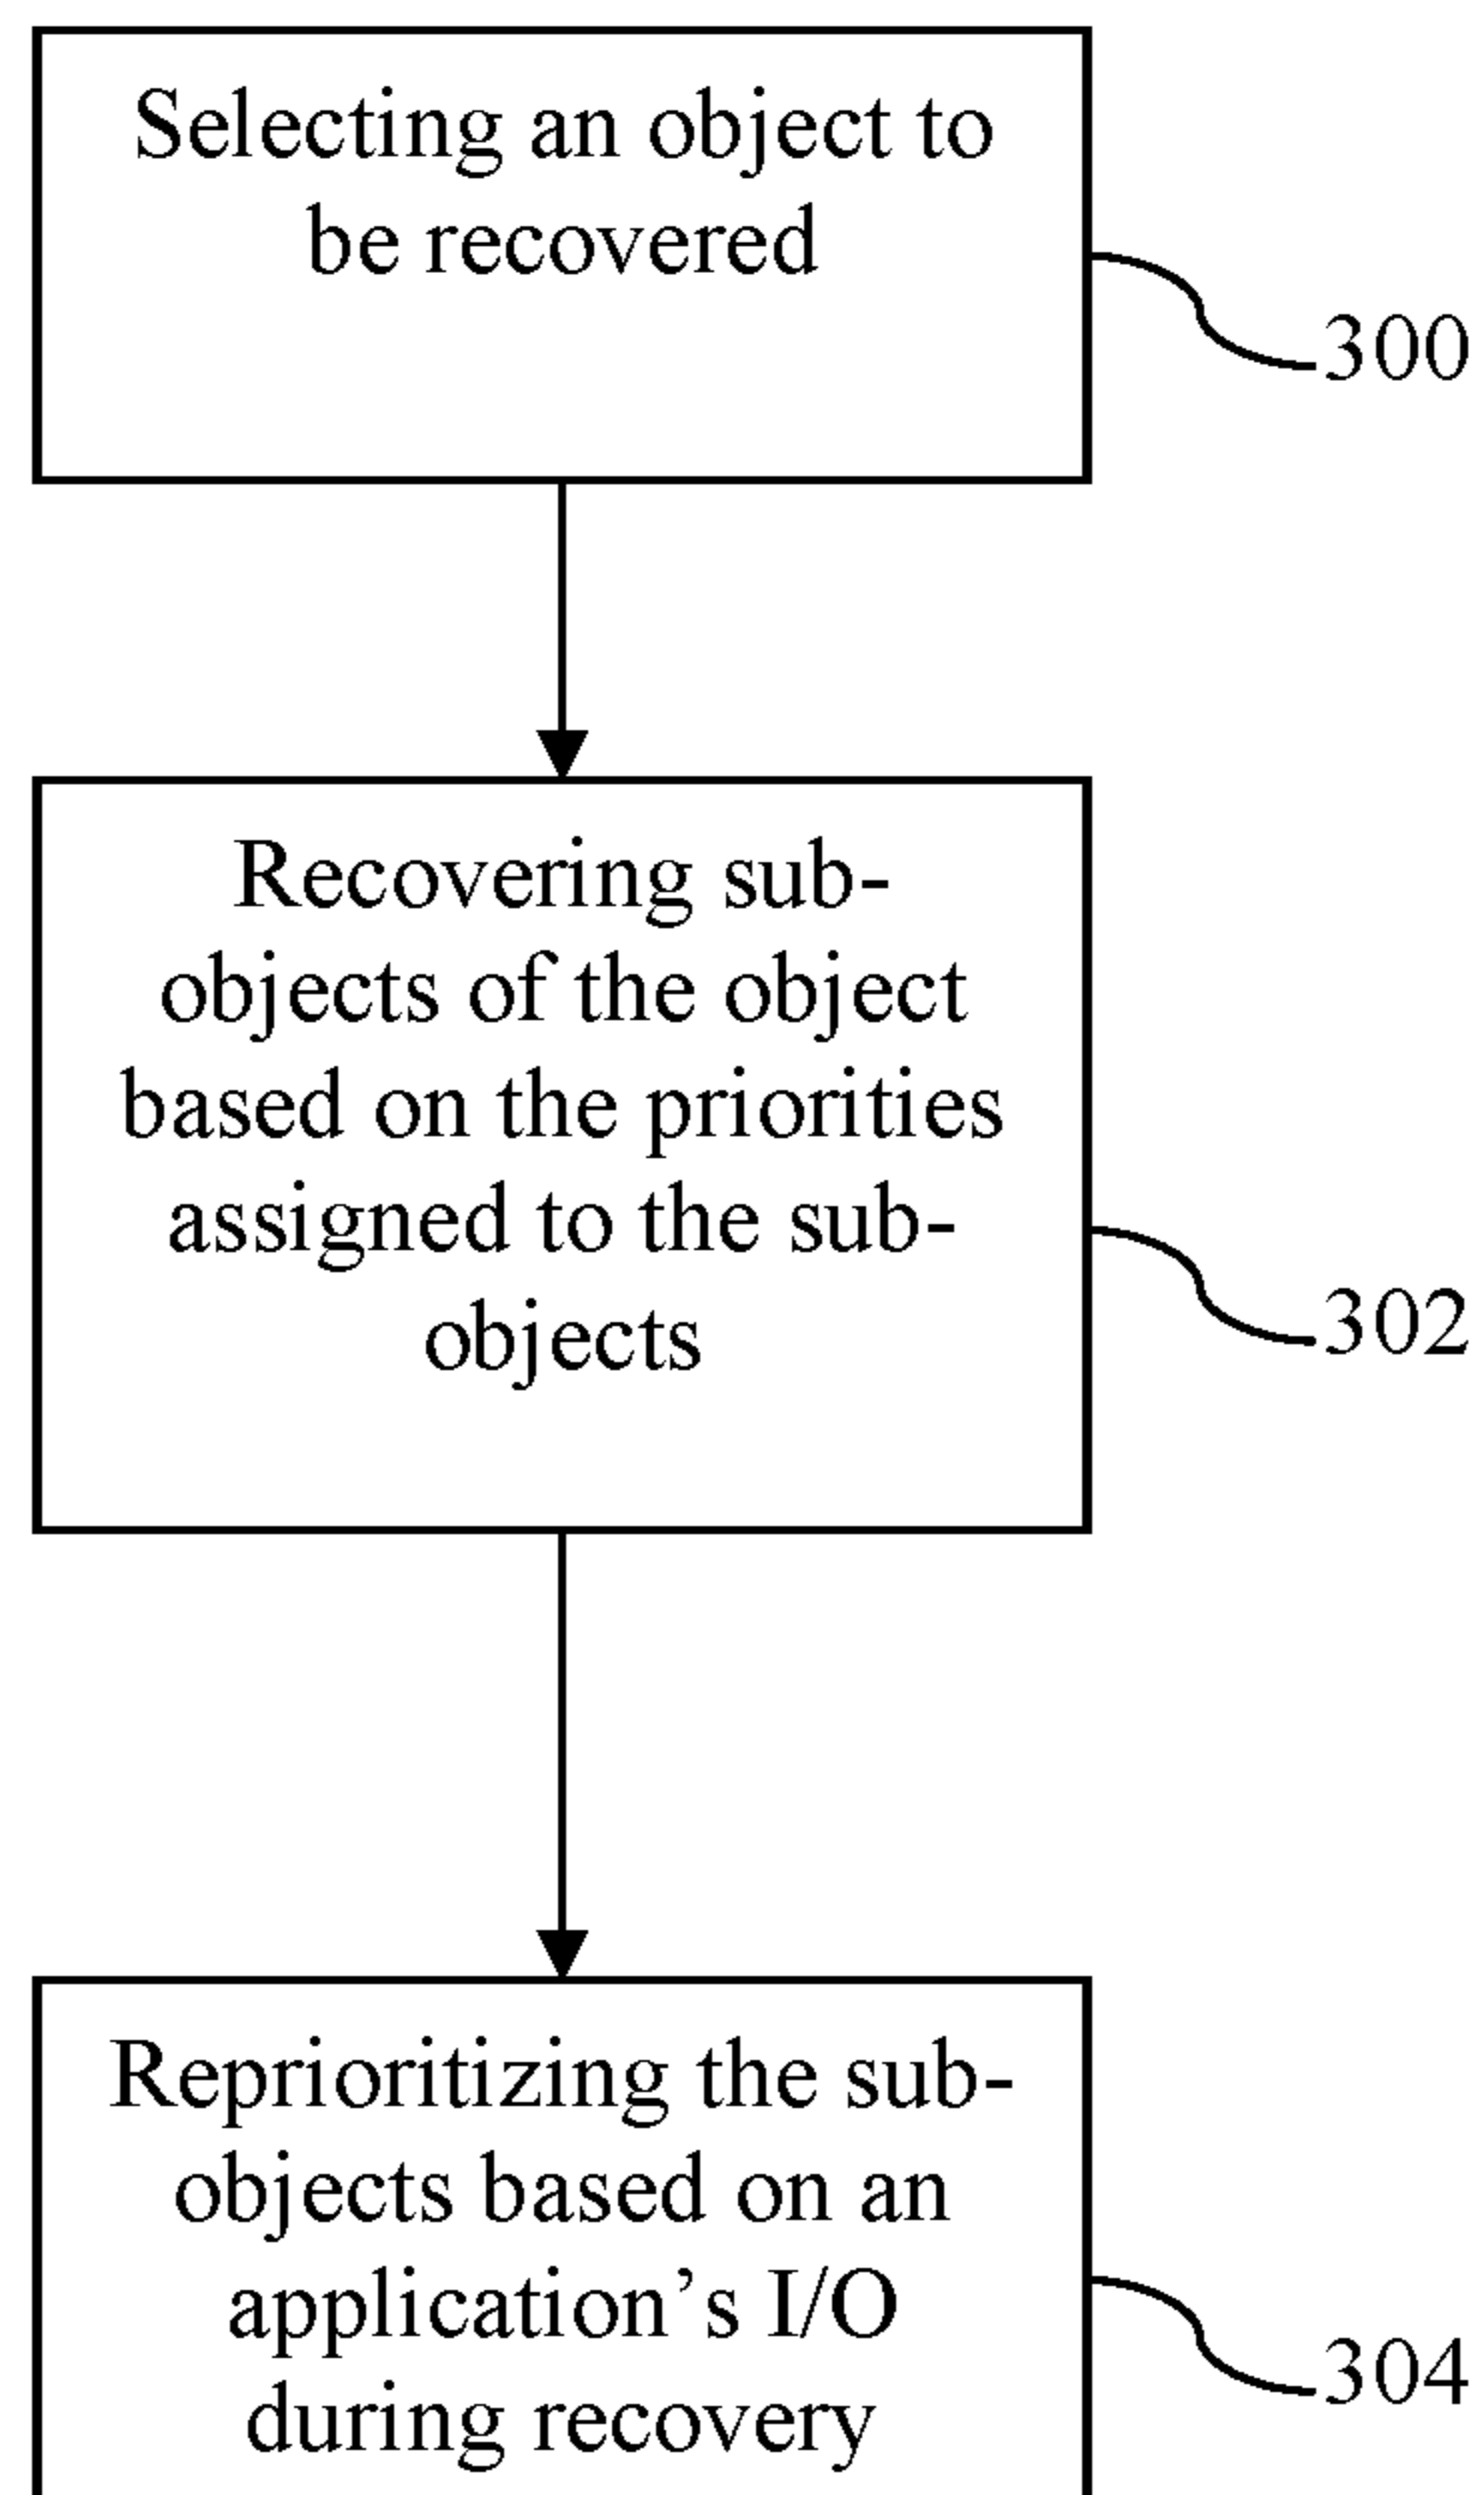 Selecting an object to
be recovered
300
Recovering sub-
objects of the object
based on the priorities
assigned to the sub-
objects
302
Reprioritizing the sub-
objects based on an
application’s I/O
during recovery
304